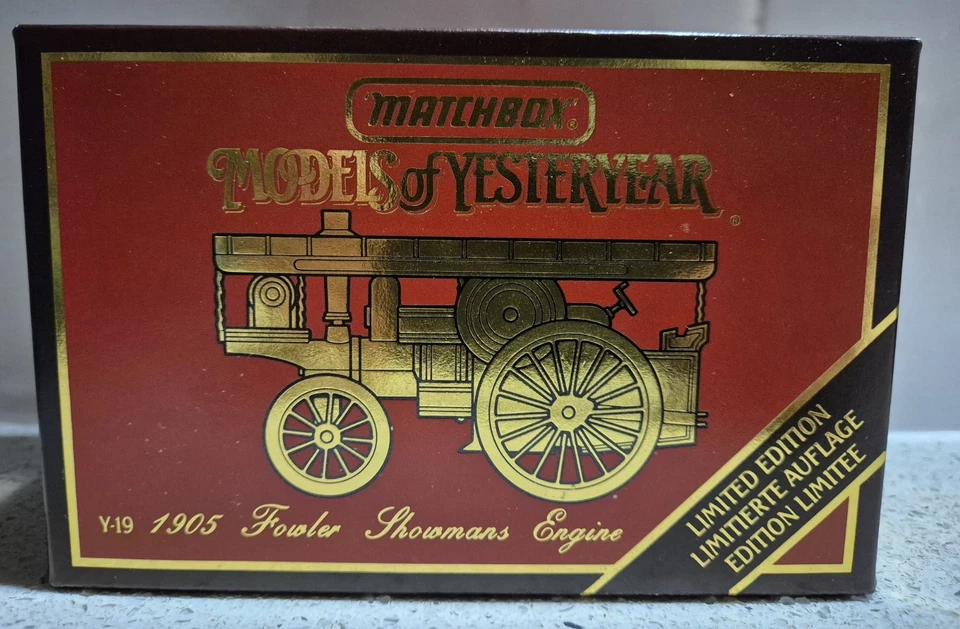 "MATCHBOX"®
MODELS of YESTERYEAR®
Y-19 1905 Fowler Showmans Engine
LIMITED EDITION
LIMITIERTE AUFLAGE
EDITION LIMITEE